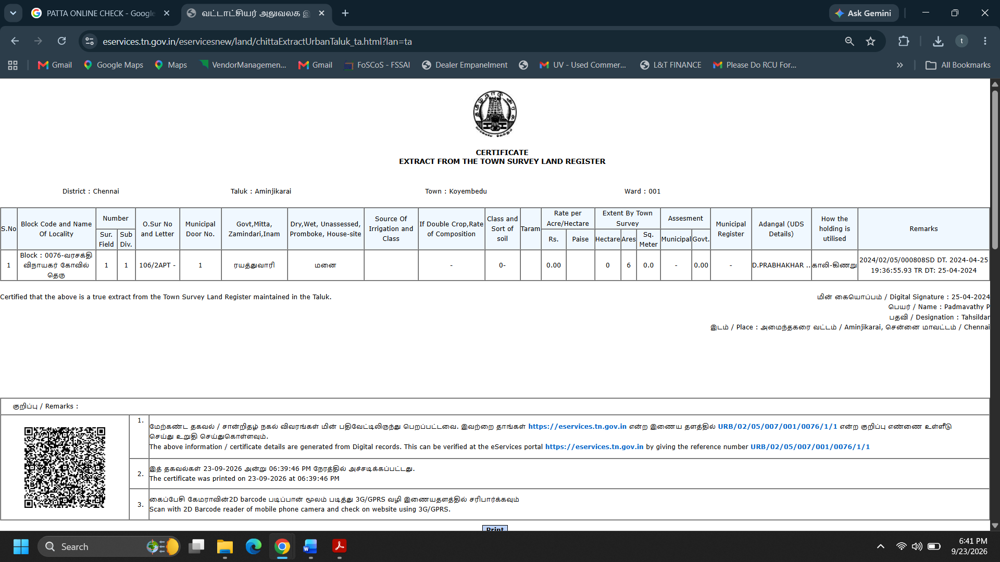 PATTA ONLINE CHECK - Google
வட்டாட்சியர் அலுவலக இ
Ask Gemini
eservices.tn.gov.in/eservicesnew/land/chittaExtractUrbanTaluk_ta.html?lan=ta
t
Gmail
Google Maps
Maps
VendorManagemen...
Gmail
FoSCoS - FSSAI
Dealer Empanelment
UV - Used Commer...
L&T FINANCE
Please Do RCU For...
All Bookmarks
CERTIFICATE
EXTRACT FROM THE TOWN SURVEY LAND REGISTER
District : Chennai Taluk : Aminjikarai Town : Koyembedu Ward : 001
S.No
Block Code and Name
Of Locality
Number
Sur.
Field
Sub
Div.
O.Sur No
and Letter
Municipal
Door No.
Govt,Mitta,
Zamindari,Inam
Dry,Wet, Unassessed,
Promboke, House-site
Source Of
Irrigation and
Class
If Double Crop,Rate
of Composition
Class and
Sort of
soil
Taram
Rate per
Acre/Hectare
Rs.
Paise
Extent By Town
Survey
Hectare
Ares
Sq.
Meter
Assesment
Municipal
Govt.
Municipal
Register
Adangal (UDS
Details)
How the
holding is
utilised
Remarks
1
Block : 0076-வரசக்தி
விநாயகர் கோவில்
தெரு
1
1
106/2APT -
1
ரயத்துவாரி
மனை
-
0-
0.00
0
6
0.0
-
0.00
-
D.PRABHAKHAR ..
காலி-கிணறு
2024/02/05/000808SD DT. 2024-04-25
19:36:55.93 TR DT: 25-04-2024
Certified that the above is a true extract from the Town Survey Land Register maintained in the Taluk.
மின் கையொப்பம் / Digital Signature : 25-04-2024
பெயர் / Name : Padmavathy P
பதவி / Designation : Tahsildar
இடம் / Place : அமைந்தகரை வட்டம் / Aminjikarai, சென்னை மாவட்டம் / Chennai
குறிப்பு / Remarks :
1.
மேற்கண்ட தகவல் / சான்றிதழ் நகல் விவரங்கள் மின் பதிவேட்டிலிருந்து பெறப்பட்டவை. இவற்றை தாங்கள் https://eservices.tn.gov.in என்ற இணைய தளத்தில் URB/02/05/007/001/0076/1/1 என்ற குறிப்பு எண்ணை உள்ளீடு
செய்து உறுதி செய்துகொள்ளவும்.
The above information / certificate details are generated from Digital records. This can be verified at the eServices portal https://eservices.tn.gov.in by giving the reference number URB/02/05/007/001/0076/1/1
2.
இத் தகவல்கள் 23-09-2026 அன்று 06:39:46 PM நேரத்தில் அச்சடிக்கப்பட்டது.
The certificate was printed on 23-09-2026 at 06:39:46 PM
3.
கைப்பேசி கேமராவின்2D barcode படிப்பான் மூலம் படித்து 3G/GPRS வழி இணையதளத்தில் சரிபார்க்கவும்
Scan with 2D Barcode reader of mobile phone camera and check on website using 3G/GPRS.
Print
Search
6:41 PM
9/23/2026